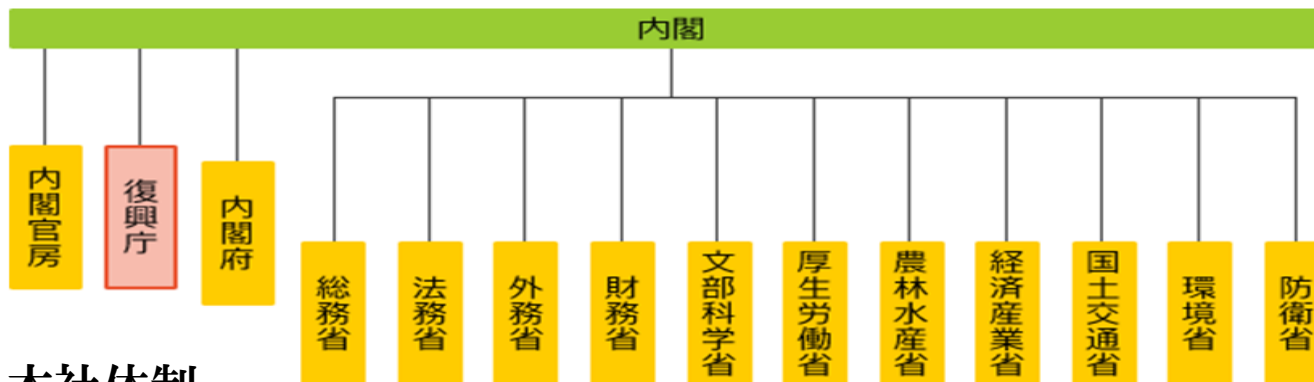 内閣
内閣官房
復興庁
内閣府
総務省
法務省
外務省
財務省
文部科学省
厚生労働省
農林水産省
経済産業省
国土交通省
環境省
防衛省